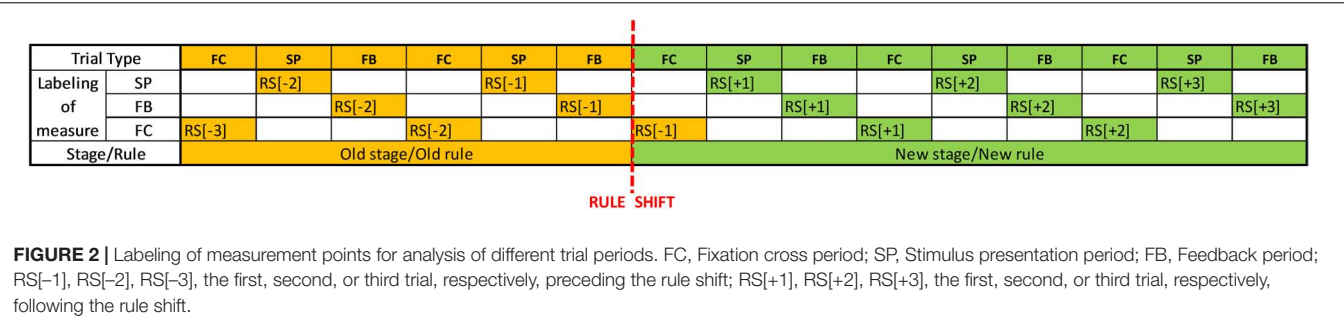 Trial Type FC SP FB FC SP FB FC SP FB FC SP FB FC SP FB
Labeling SP RS[-2] RS[-1] RS[+1] RS[+2] RS[+3]
of FB RS[-2] RS[-1] RS[+1] RS[+2] RS[+3]
measure FC RS[-3] RS[-2] RS[-1] RS[+1] RS[+2]
Stage/Rule Old stage/Old rule New stage/New rule
RULE SHIFT
FIGURE 2 | Labeling of measurement points for analysis of different trial periods. FC, Fixation cross period; SP, Stimulus presentation period; FB, Feedback period;
RS[–1], RS[–2], RS[–3], the first, second, or third trial, respectively, preceding the rule shift; RS[+1], RS[+2], RS[+3], the first, second, or third trial, respectively,
following the rule shift.